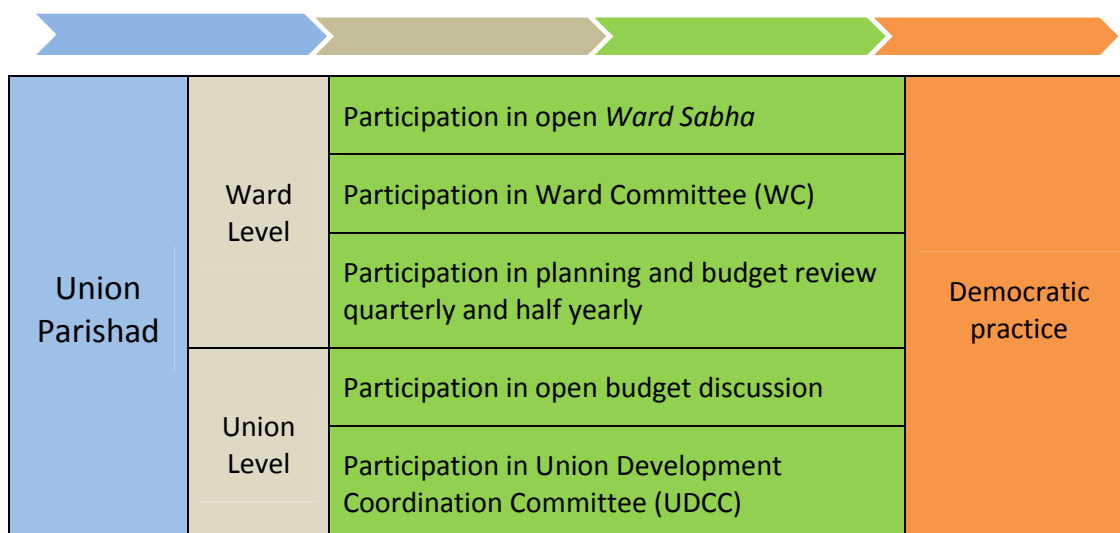 Union
Parishad
Ward
Level
Participation in open Ward Sabha
Participation in Ward Committee (WC)
Participation in planning and budget review
quarterly and half yearly
Union
Level
Participation in open budget discussion
Participation in Union Development
Coordination Committee (UDCC)
Democratic
practice